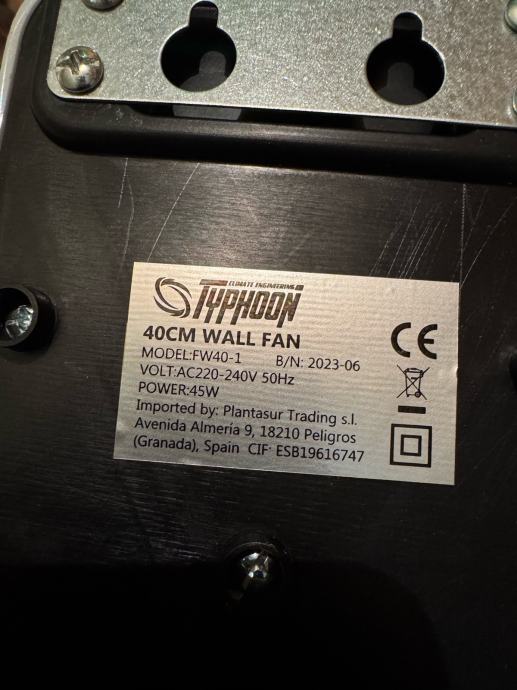 CLIMATE ENGINEERING
TYPHOON
40CM WALL FAN
MODEL:FW40-1 B/N: 2023-06
VOLT:AC220-240V 50Hz
POWER:45W
Imported by: Plantasur Trading s.l.
Avenida Almeria 9, 18210 Peligros
(Granada), Spain CIF: ESB19616747
CE